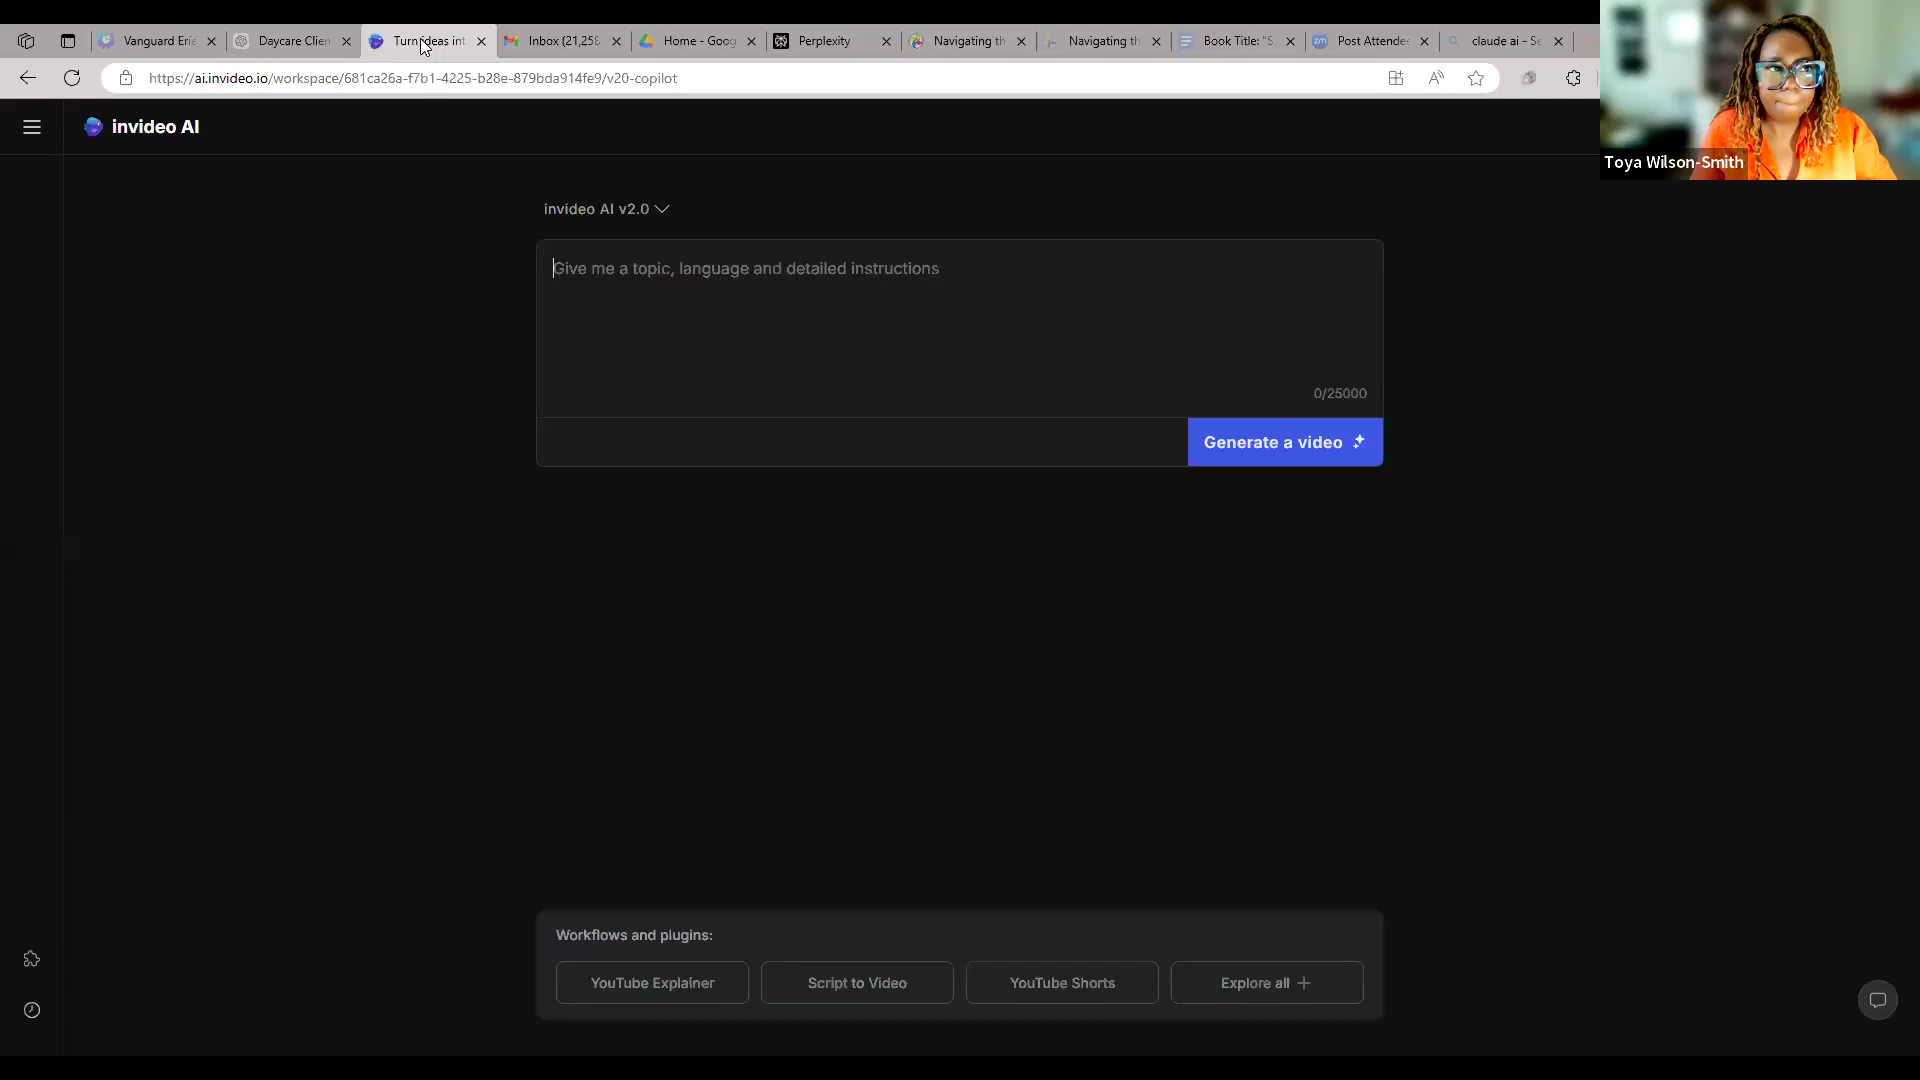 Vanguard Erie
Daycare Clien
Turn ideas int
Inbox (21,258
Home - Goog
Perplexity
Navigating th
Navigating th
Book Title: "S
Post Attende
claude ai - Se
https://ai.invideo.io/workspace/681ca26a-f7b1-4225-b28e-879bda914fe9/v20-copilot
Toya Wilson-Smith
invideo AI
invideo AI v2.0
Give me a topic, language and detailed instructions
0/25000
Generate a video
Workflows and plugins:
YouTube Explainer
Script to Video
YouTube Shorts
Explore all +